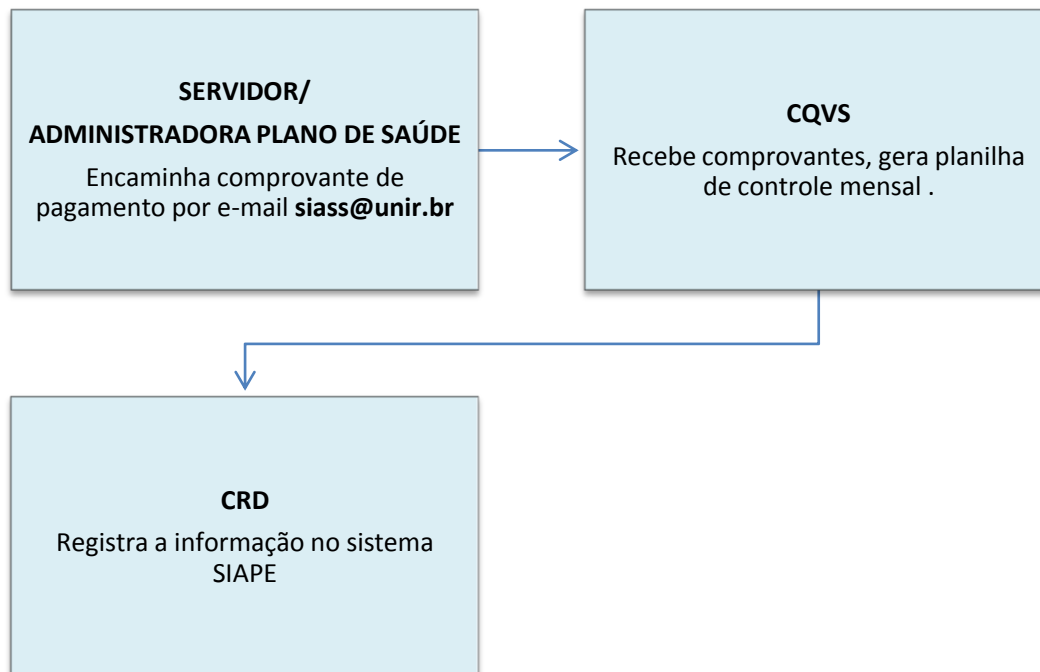 SERVIDOR/
ADMINISTRADORA PLANO DE SAÚDE
Encaminha comprovante de
pagamento por e-mail siass@unir.br
CQVS
Recebe comprovantes, gera planilha
de controle mensal .
CRD
Registra a informação no sistema
SIAPE